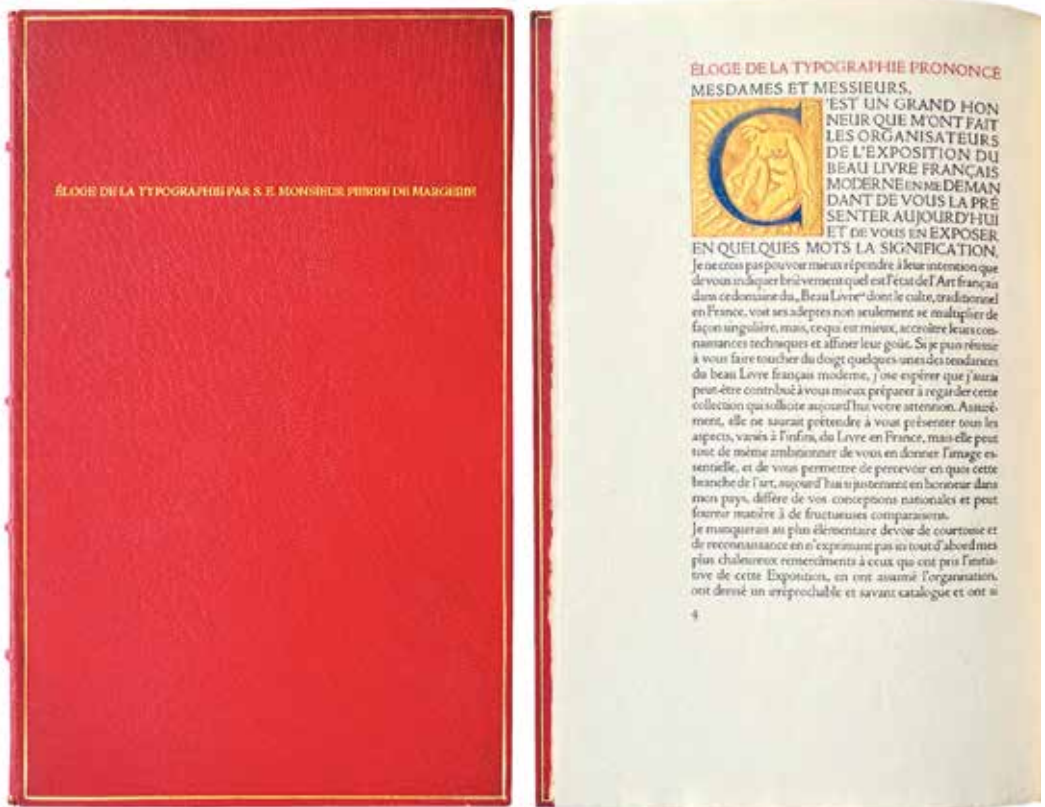 ÉLOGE DE LA TYPOGRAPHIE PAR S. E. MONSIEUR PIERRE DE MARGERIE
ÉLOGE DE LA TYPOGRAPHIE PRONONCÉ
MESDAMES ET MESSIEURS,
C'EST UN GRAND HON
NEUR QUE M'ONT FAIT
LES ORGANISATEURS
DE L'EXPOSITION DU
BEAU LIVRE FRANÇAIS
MODERNE EN ME DEMAN
DANT DE VOUS LA PRÉ
SENTER AUJOURD'HUI
ET DE VOUS EN EXPOSER
EN QUELQUES MOTS LA SIGNIFICATION.
Je ne crois pas pouvoir mieux répondre à leur intention que
de vous indiquer brièvement quel est l'état de l'Art français
dans ce domaine du „Beau Livre“ dont le culte, traditionnel
en France, voit ses adeptes non seulement se multiplier de
façon singulière, mais, ce qui est mieux, accroître leurs con-
naissances techniques et affiner leur goût. Si je puis réussir
à vous faire toucher du doigt quelques-unes des tendances
du beau Livre français moderne, j'ose espérer que j'aurai
peut-être contribué à vous mieux préparer à regarder cette
collection qui sollicite aujourd'hui votre attention. Assuré-
ment, elle ne saurait prétendre à vous présenter tous les
aspects, variés à l'infini, du Livre en France, mais elle peut
tout de même ambitionner de vous en donner l'image es-
sentielle, et de vous permettre de percevoir en quoi cette
branche de l'art, aujourd'hui si justement en honneur dans
mon pays, diffère de vos conceptions nationales et peut
fournir matière à de fructueuses comparaisons.
Je manquerais au plus élémentaire devoir de courtoisie et
de reconnaissance en n'exprimant pas ici tout d'abord mes
plus chaleureux remercîments à ceux qui ont pris l'initia-
tive de cette Exposition, en ont assumé l'organisation,
ont dressé un irréprochable et savant catalogue et ont si
4